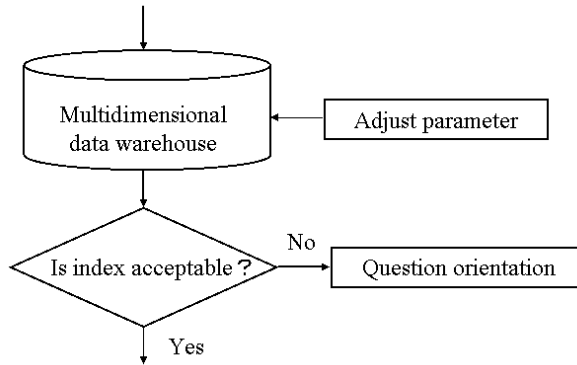 Multidimensional
data warehouse
Adjust parameter
Is index acceptable？
No
Question orientation
Yes